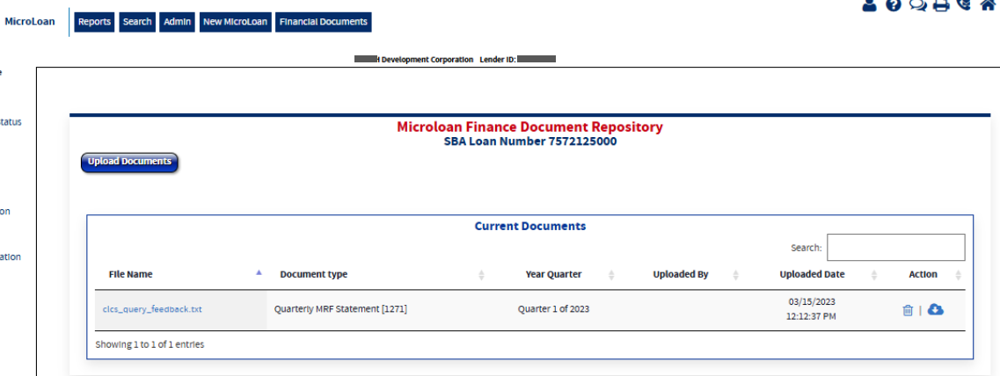 MicroLoan Reports Search Admin New MicroLoan Financial Documents
Development Corporation Lender ID:
Microloan Finance Document Repository
SBA Loan Number 7572125000
Upload Documents
Current Documents
Search:
File Name Document type Year Quarter Uploaded By Uploaded Date Action
clcs_query_feedback.txt Quarterly MRF Statement [1271] Quarter 1 of 2023 03/15/2023
12:12:37 PM |
Showing 1 to 1 of 1 entries